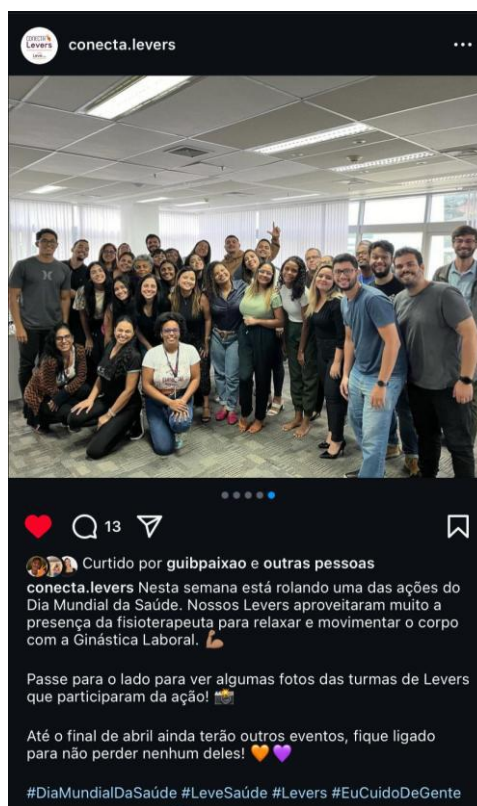 conecta.levers
13
Curtido por guibpaixao e outras pessoas
conecta.levers Nesta semana está rolando uma das ações do
Dia Mundial da Saúde. Nossos Levers aproveitaram muito a
presença da fisioterapeuta para relaxar e movimentar o corpo
com a Ginástica Laboral. 💪🏽
Passe para o lado para ver algumas fotos das turmas de Levers
que participaram da ação! 📸
Até o final de abril ainda terão outros eventos, fique ligado
para não perder nenhum deles! 🧡💜
#DiaMundialDaSaúde #LeveSaúde #Levers #EuCuidoDeGente